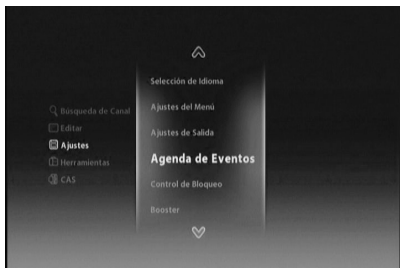 Búsqueda de Canal
Editar
Ajustes
Herramientas
CAS
Selección de Idioma
Ajustes del Menú
Ajustes de Salida
Agenda de Eventos
Control de Bloqueo
Booster